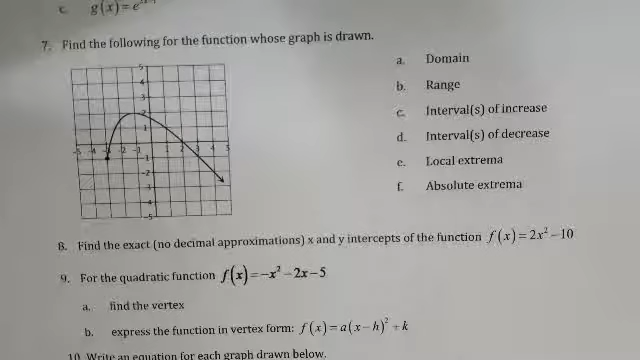 c. g(x)=e
7. Find the following for the function whose graph is drawn.
a. Domain
b. Range
c. Interval(s) of increase
d. Interval(s) of decrease
e. Local extrema
f. Absolute extrema
8. Find the exact (no decimal approximations) x and y intercepts of the function f(x)=2x²−10
9. For the quadratic function f(x)=−x²−2x−5
a. find the vertex
b. express the function in vertex form: f(x)=a(x−h)²+k
10. Write an equation for each graph drawn below.